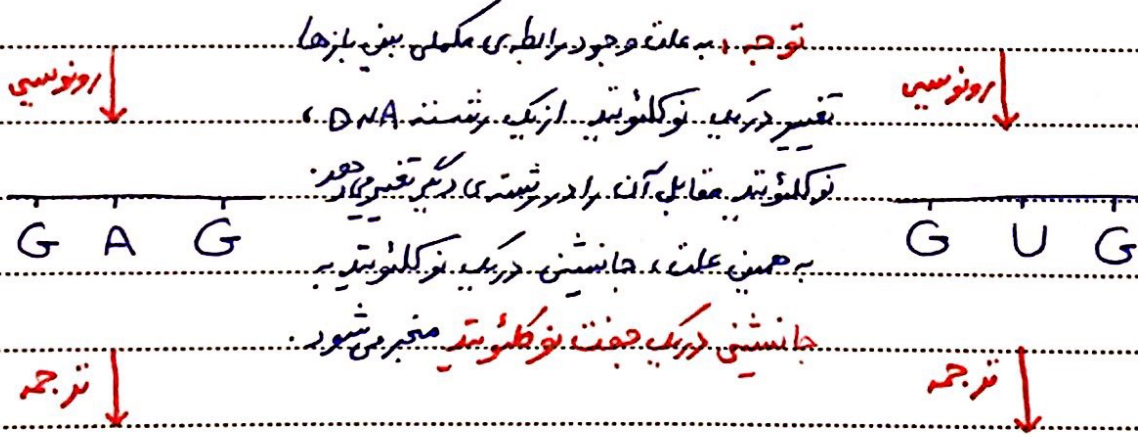 توجه: به علت وجود رابطه‌ی مکملی بین بازها
رونویسی
رونویسی
تغییر در یک نوکلئوتید از یک رشته DNA،
نوکلئوتید مقابل آن را در رشته‌ی دیگر تغییر می‌دهد.
G A G
G U G
به همین علت، جانشینی در یک نوکلئوتید به
جانشینی در یک جفت نوکلئوتید منجر می‌شود.
ترجمه
ترجمه